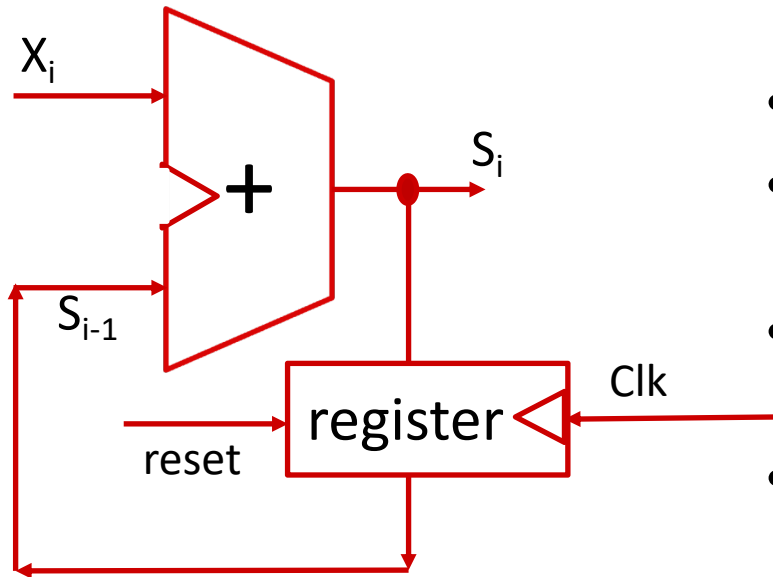 Xᵢ
+
Sᵢ
Sᵢ₋₁
Clk
register
reset